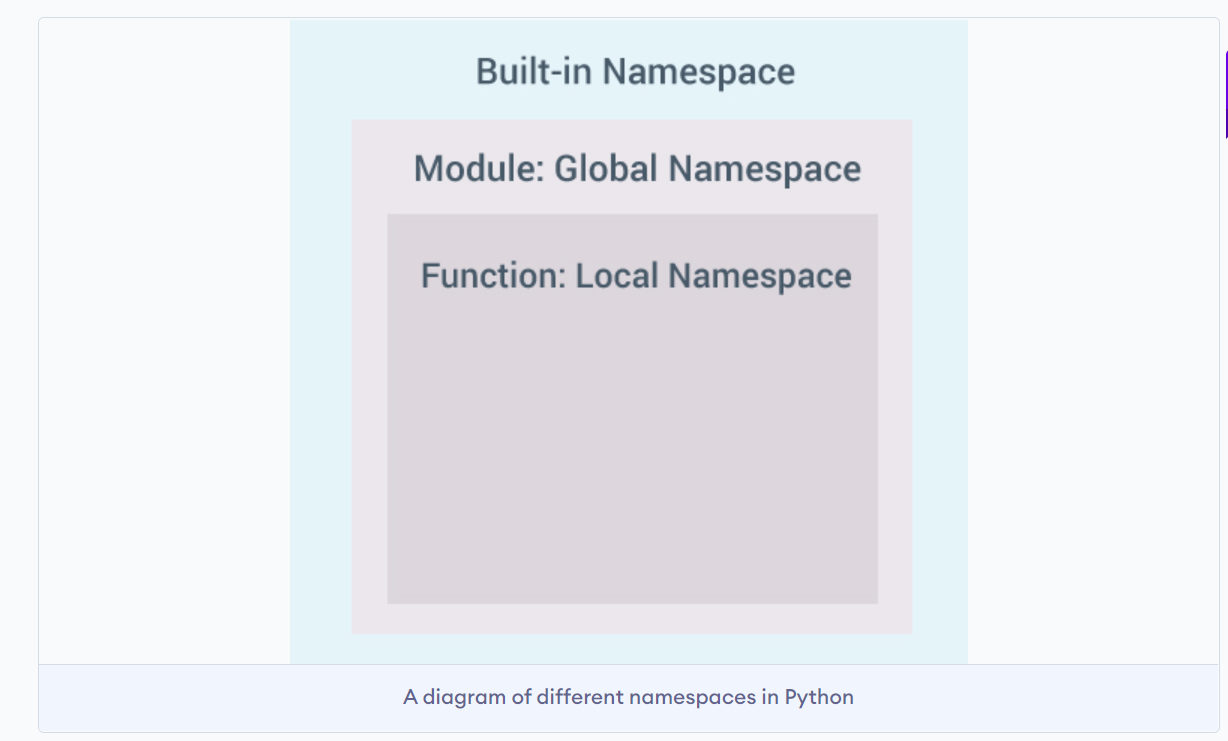 Built-in Namespace
Module: Global Namespace
Function: Local Namespace
A diagram of different namespaces in Python